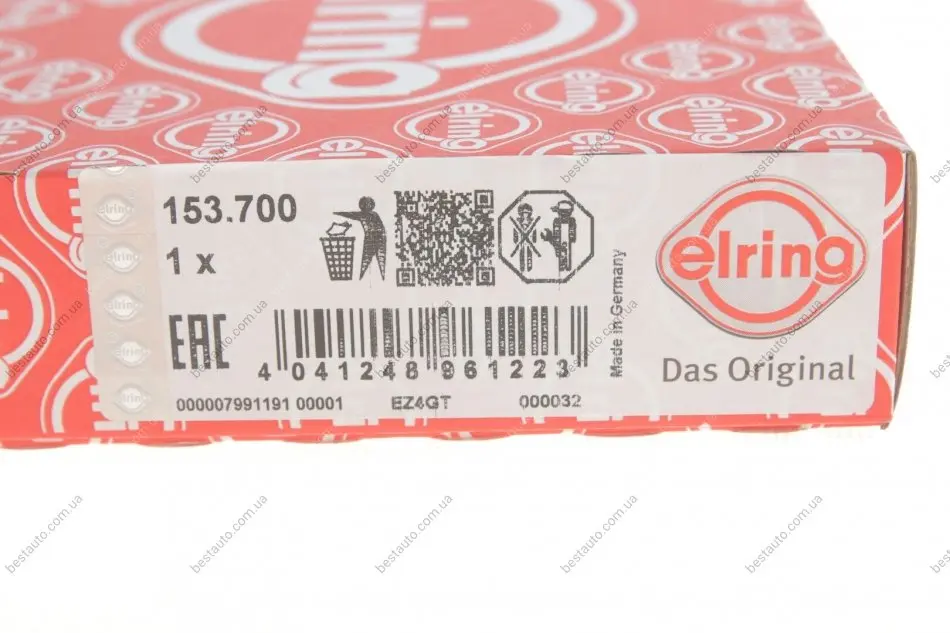 elring
153.700
1 x
EAC
4 041248 961223
000007991191 00001
EZ4GT
000032
Made in Germany
elring
Das Original
bestauto.com.ua